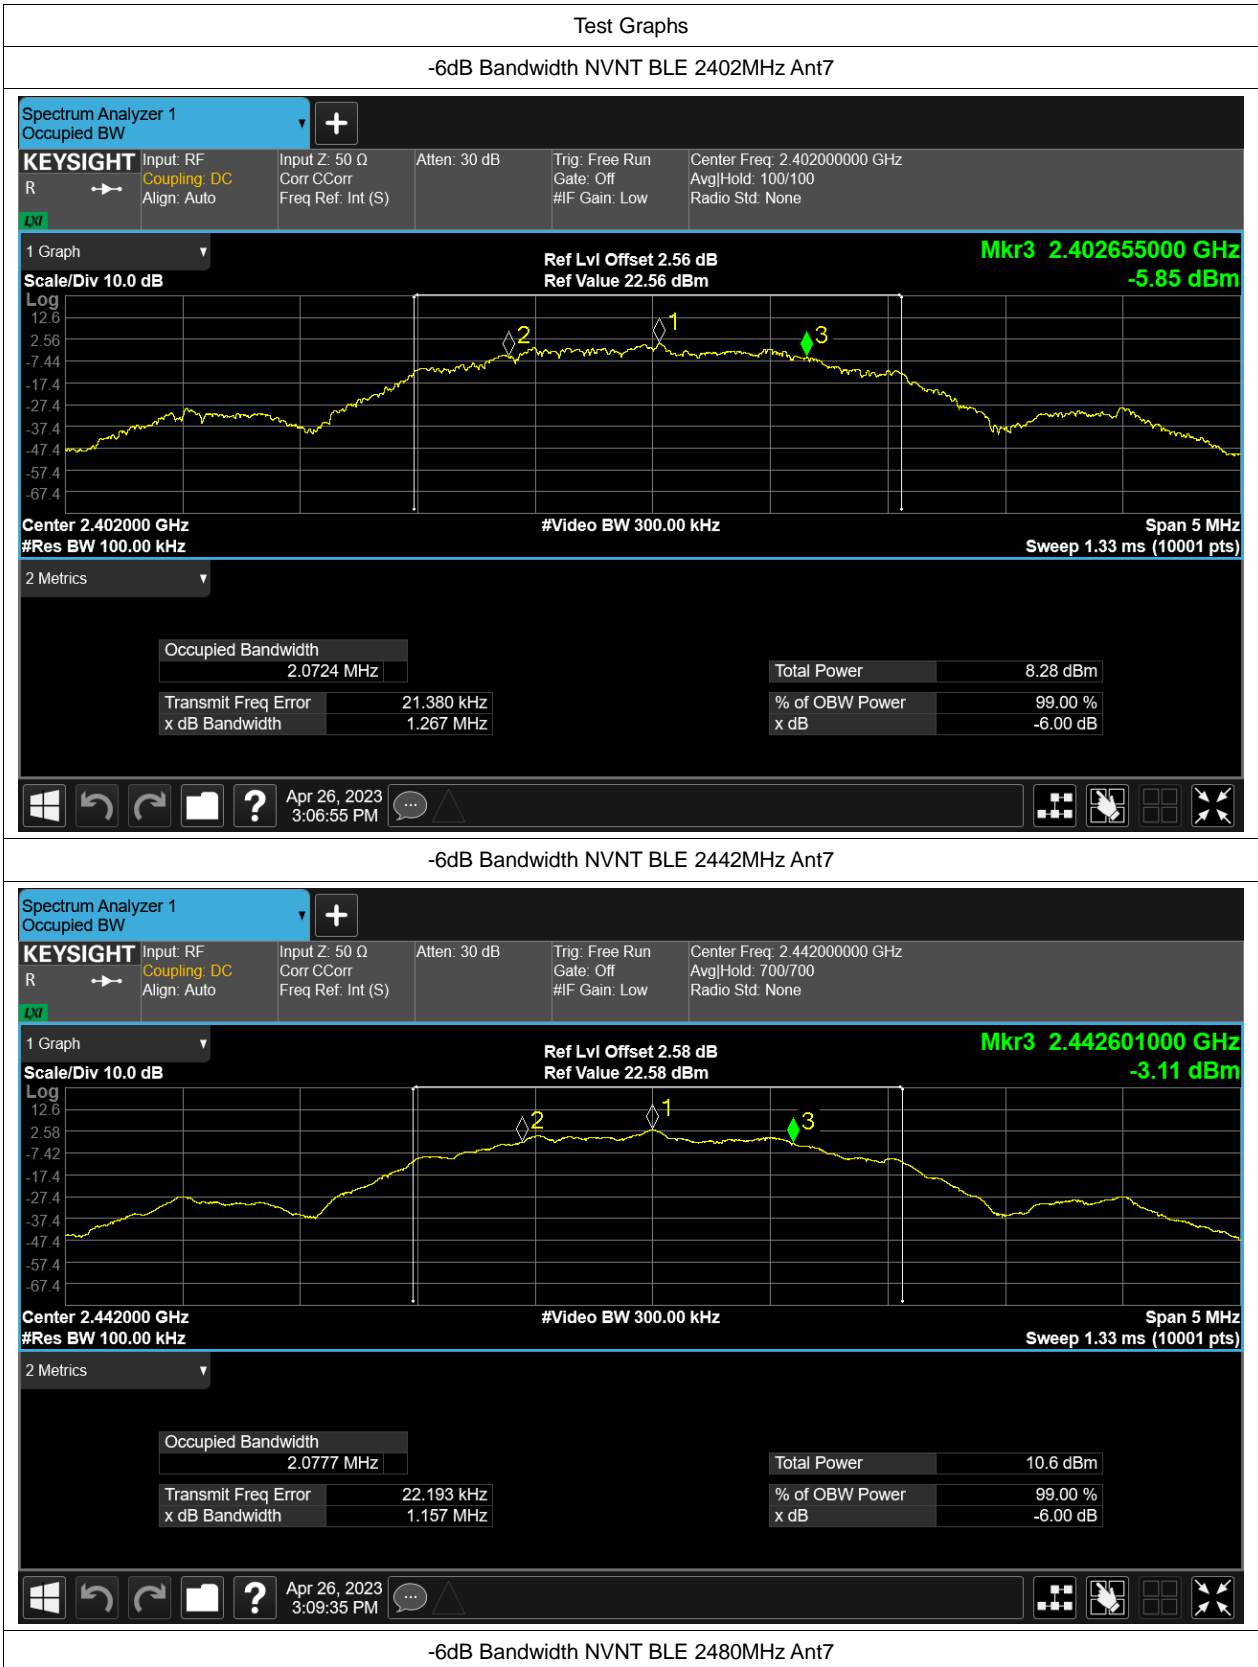 Test Graphs
-6dB Bandwidth NVNT BLE 2402MHz Ant7
Spectrum Analyzer 1
Occupied BW
KEYSIGHT Input: RF Input Z: 50 Ω Atten: 30 dB Trig: Free Run Center Freq: 2.402000000 GHz
R Coupling: DC Corr CCorr Gate: Off Avg|Hold: 100/100
Align: Auto Freq Ref: Int (S) #IF Gain: Low Radio Std: None
LXI
1 Graph Ref Lvl Offset 2.56 dB Mkr3 2.402655000 GHz
Scale/Div 10.0 dB Ref Value 22.56 dBm -5.85 dBm
Log
12.6
2.56
-7.44
-17.4
-27.4
-37.4
-47.4
-57.4
-67.4
2 1 3
Center 2.402000 GHz #Video BW 300.00 kHz Span 5 MHz
#Res BW 100.00 kHz Sweep 1.33 ms (10001 pts)
2 Metrics
Occupied Bandwidth
2.0724 MHz Total Power 8.28 dBm
Transmit Freq Error 21.380 kHz % of OBW Power 99.00 %
x dB Bandwidth 1.267 MHz x dB -6.00 dB
? Apr 26, 2023
3:06:55 PM
-6dB Bandwidth NVNT BLE 2442MHz Ant7
Spectrum Analyzer 1
Occupied BW
KEYSIGHT Input: RF Input Z: 50 Ω Atten: 30 dB Trig: Free Run Center Freq: 2.442000000 GHz
R Coupling: DC Corr CCorr Gate: Off Avg|Hold: 700/700
Align: Auto Freq Ref: Int (S) #IF Gain: Low Radio Std: None
LXI
1 Graph Ref Lvl Offset 2.58 dB Mkr3 2.442601000 GHz
Scale/Div 10.0 dB Ref Value 22.58 dBm -3.11 dBm
Log
12.6
2.58
-7.42
-17.4
-27.4
-37.4
-47.4
-57.4
-67.4
2 1 3
Center 2.442000 GHz #Video BW 300.00 kHz Span 5 MHz
#Res BW 100.00 kHz Sweep 1.33 ms (10001 pts)
2 Metrics
Occupied Bandwidth
2.0777 MHz Total Power 10.6 dBm
Transmit Freq Error 22.193 kHz % of OBW Power 99.00 %
x dB Bandwidth 1.157 MHz x dB -6.00 dB
? Apr 26, 2023
3:09:35 PM
-6dB Bandwidth NVNT BLE 2480MHz Ant7